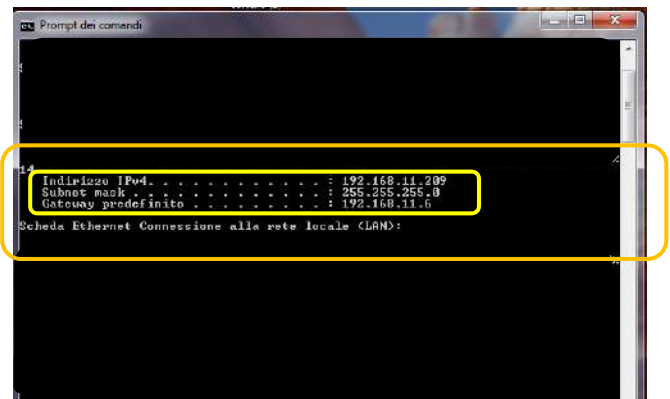 Prompt dei comandi
14
Indirizzo IPv4. . . . . . . . . . . . : 192.168.11.209
Subnet mask . . . . . . . . . . . . . : 255.255.255.0
Gateway predefinito . . . . . . . . . : 192.168.11.6
Scheda Ethernet Connessione alla rete locale (LAN):